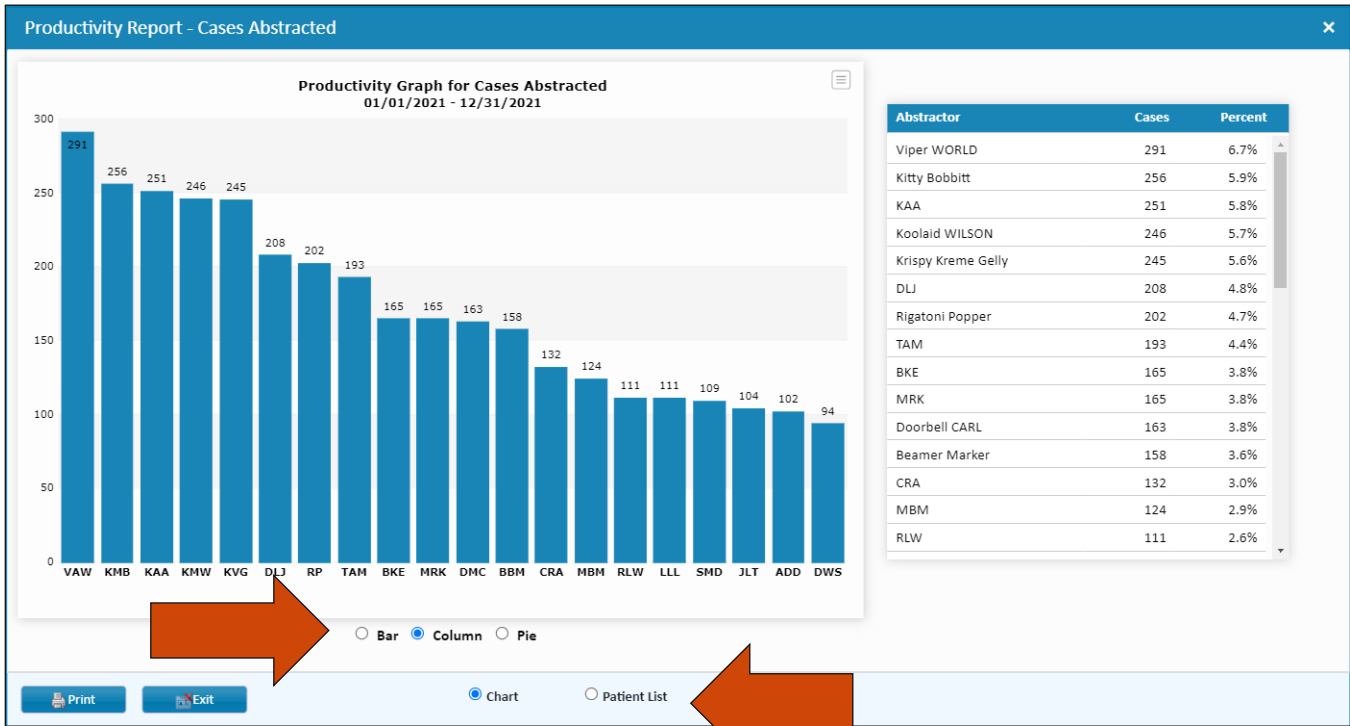 Productivity Report - Cases Abstracted ×
Productivity Graph for Cases Abstracted
01/01/2021 - 12/31/2021
300
250
200
150
100
50
0
291 256 251 246 245 208 202 193 165 165 163 158 132 124 111 111 109 104 102 94
VAW KMB KAA KMW KVG DLJ RP TAM BKE MRK DMC BBM CRA MBM RLW LLL SMD JLT ADD DWS
Bar Column Pie
Abstractor Cases Percent
Viper WORLD 291 6.7%
Kitty Bobbitt 256 5.9%
KAA 251 5.8%
Koolaid WILSON 246 5.7%
Krispy Kreme Gelly 245 5.6%
DLJ 208 4.8%
Rigatoni Popper 202 4.7%
TAM 193 4.4%
BKE 165 3.8%
MRK 165 3.8%
Doorbell CARL 163 3.8%
Beamer Marker 158 3.6%
CRA 132 3.0%
MBM 124 2.9%
RLW 111 2.6%
Print Exit Chart Patient List